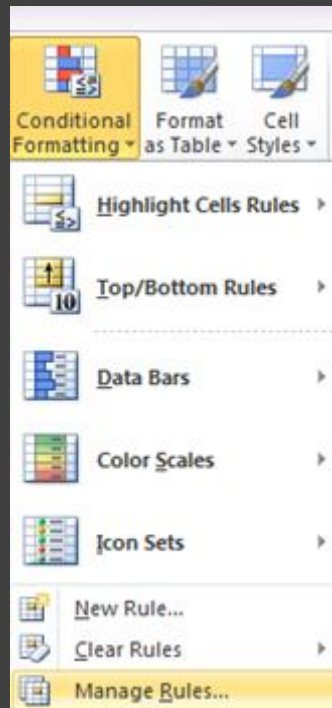 Conditional Format Cell
Formatting as Table Styles
Highlight Cells Rules
10
Top/Bottom Rules
Data Bars
Color Scales
Icon Sets
New Rule...
Clear Rules
Manage Rules...